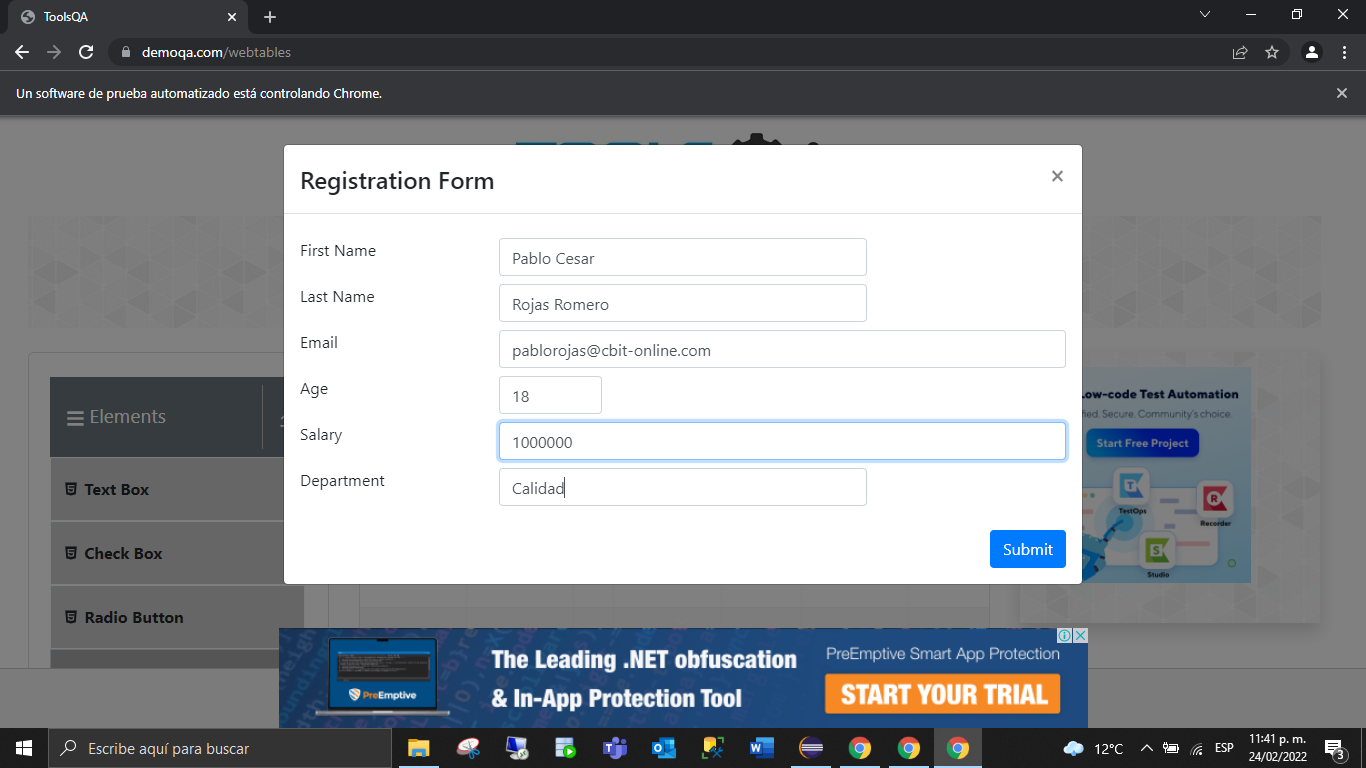 ToolsQA
demoqa.com/webtables
Un software de prueba automatizado está controlando Chrome.
Registration Form
First Name
Pablo Cesar
Last Name
Rojas Romero
Email
pablorojas@cbit-online.com
Age
18
Salary
1000000
Department
Calidad
Submit
Elements
Text Box
Check Box
Radio Button
ow-code Test Automation
fied. Secure. Community's choice.
Start Free Project
TestOps
Recorder
Studio
PreEmptive
The Leading .NET obfuscation
& In-App Protection Tool
PreEmptive Smart App Protection
START YOUR TRIAL
Escribe aquí para buscar
12°C
ESP
11:41 p. m.
24/02/2022
3